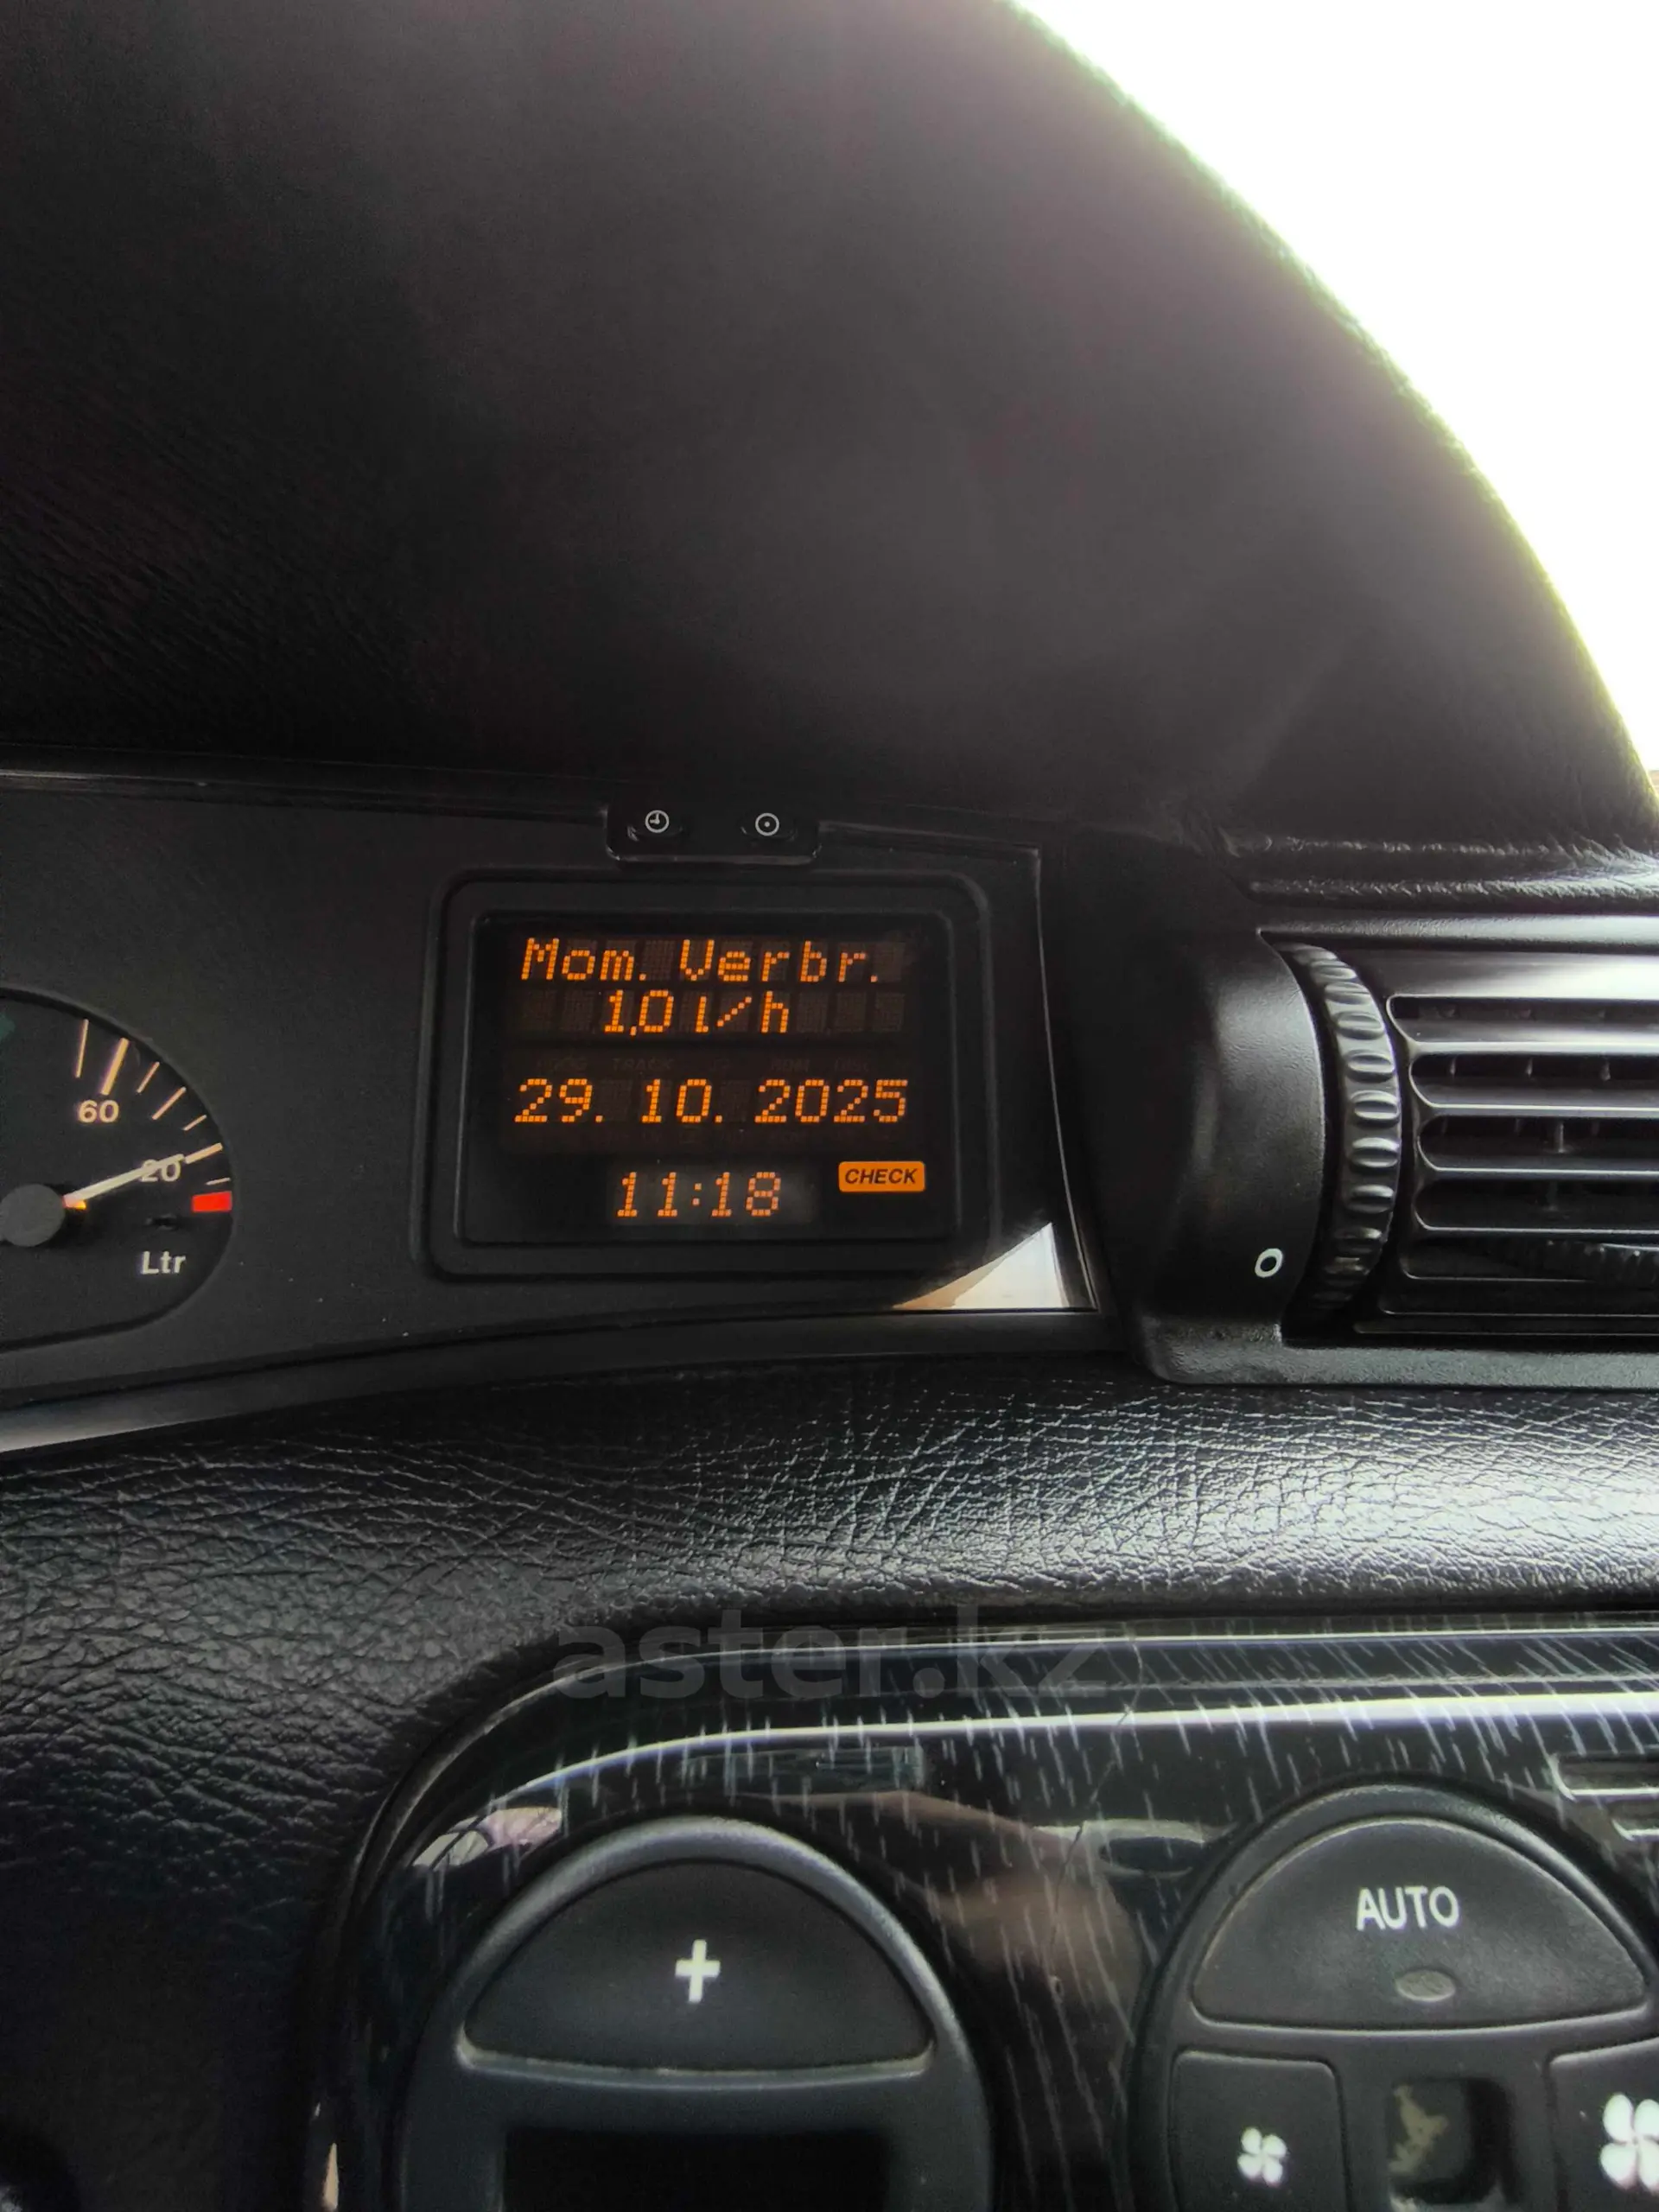 Mom. Verbr.
1,0 l/h
29. 10. 2025
11:18
CHECK
60
20
Ltr
O
aster.kz
+
AUTO